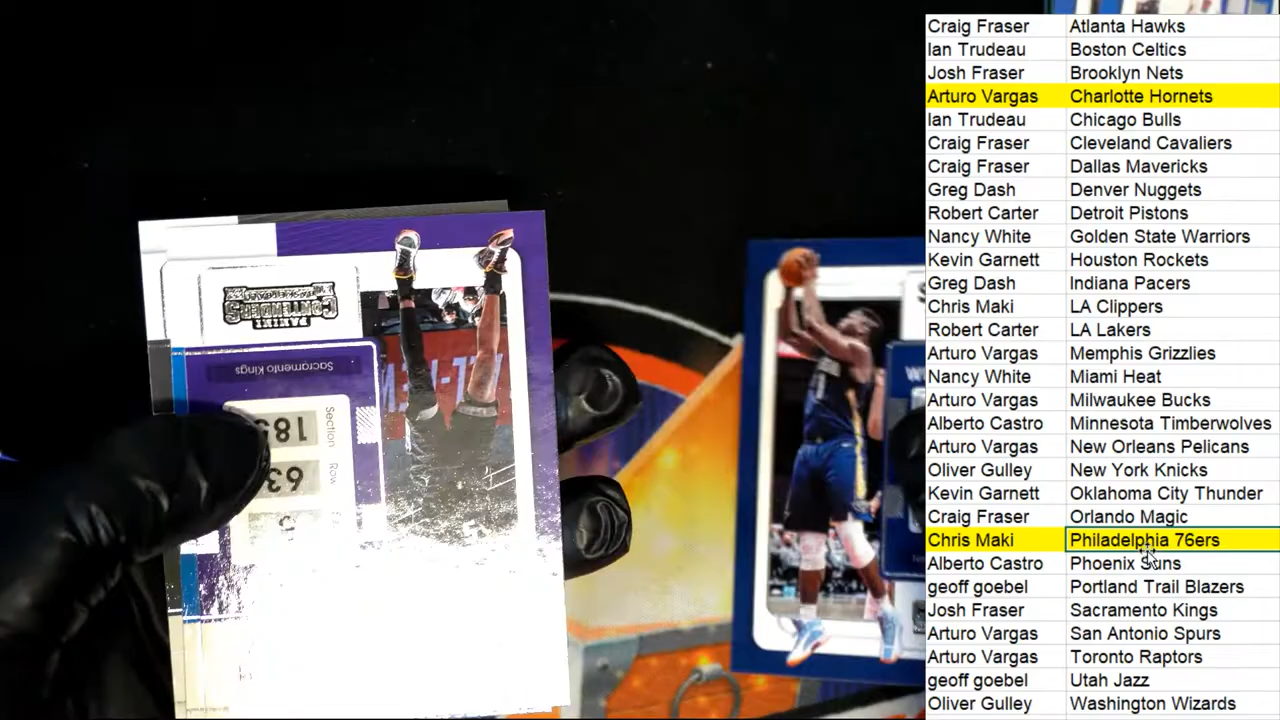 Craig Fraser Atlanta Hawks
Ian Trudeau Boston Celtics
Josh Fraser Brooklyn Nets
Arturo Vargas Charlotte Hornets
Ian Trudeau Chicago Bulls
Craig Fraser Cleveland Cavaliers
Craig Fraser Dallas Mavericks
Greg Dash Denver Nuggets
Robert Carter Detroit Pistons
Nancy White Golden State Warriors
Kevin Garnett Houston Rockets
Greg Dash Indiana Pacers
Chris Maki LA Clippers
Robert Carter LA Lakers
Arturo Vargas Memphis Grizzlies
Nancy White Miami Heat
Arturo Vargas Milwaukee Bucks
Alberto Castro Minnesota Timberwolves
Arturo Vargas New Orleans Pelicans
Oliver Gulley New York Knicks
Kevin Garnett Oklahoma City Thunder
Craig Fraser Orlando Magic
Chris Maki Philadelphia 76ers
Alberto Castro Phoenix Suns
geoff goebel Portland Trail Blazers
Josh Fraser Sacramento Kings
Arturo Vargas San Antonio Spurs
Arturo Vargas Toronto Raptors
geoff goebel Utah Jazz
Oliver Gulley Washington Wizards
PANINI
CONTENDERS
Sacramento Kings
Section
Row
63